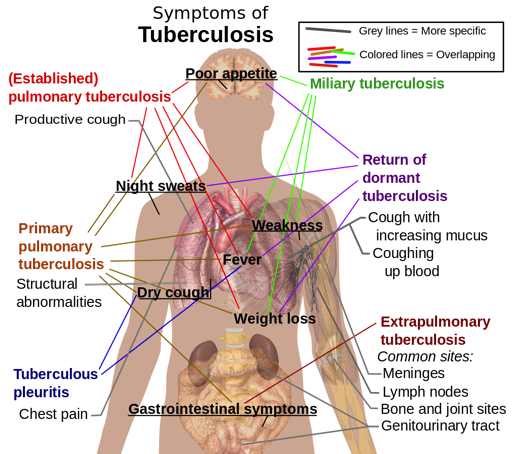 Symptoms of
Tuberculosis
Grey lines = More specific
Colored lines = Overlapping
(Established)
pulmonary tuberculosis
Poor appetite
Miliary tuberculosis
Productive cough
Night sweats
Return of
dormant
tuberculosis
Primary
pulmonary
tuberculosis
Weakness
Cough with
increasing mucus
Coughing
up blood
Fever
Structural
abnormalities
Dry cough
Weight loss
Extrapulmonary
tuberculosis
Common sites:
Meninges
Lymph nodes
Bone and joint sites
Genitourinary tract
Tuberculous
pleuritis
Chest pain
Gastrointestinal symptoms